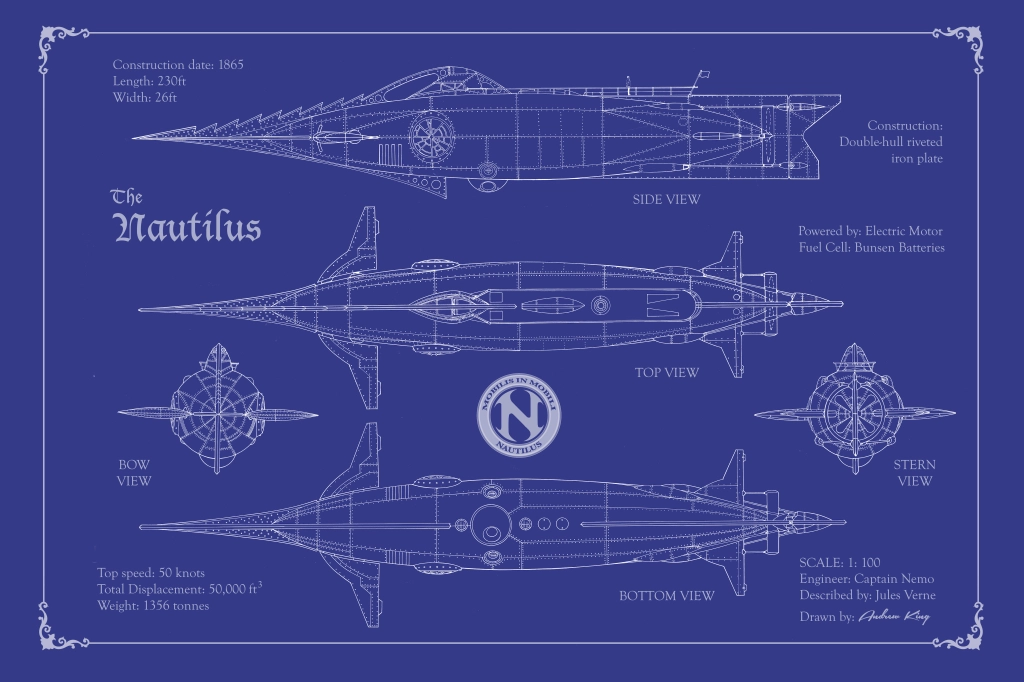 Construction date: 1865
Length: 230ft
Width: 26ft
Construction:
Double-hull riveted
iron plate
SIDE VIEW
The
Nautilus
Powered by: Electric Motor
Fuel Cell: Bunsen Batteries
TOP VIEW
MOBILIS IN MOBILI
N
NAUTILUS
BOW
VIEW
STERN
VIEW
Top speed: 50 knots
Total Displacement: 50,000 ft³
Weight: 1356 tonnes
BOTTOM VIEW
SCALE: 1: 100
Engineer: Captain Nemo
Described by: Jules Verne
Drawn by: Andrew King